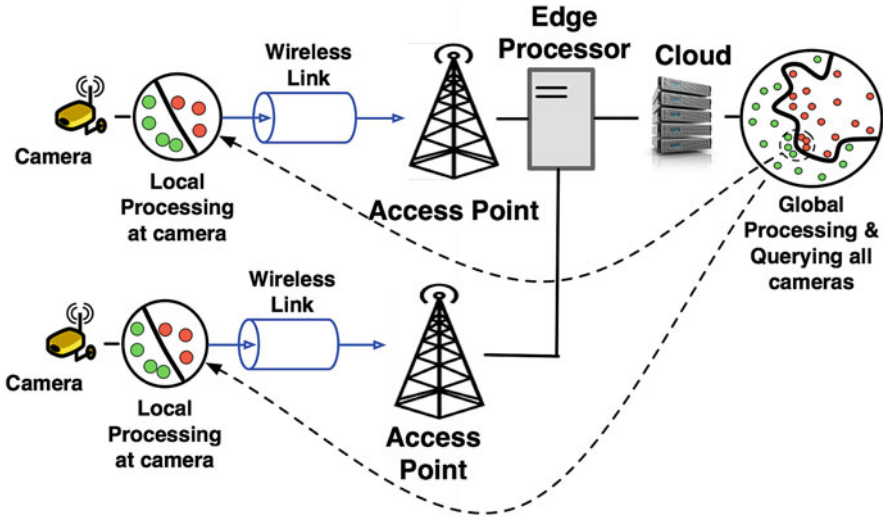 Edge
Processor
Wireless
Link
Cloud
Camera
Local
Processing
at camera
Access Point
Global
Processing &
Querying all
cameras
Wireless
Link
Camera
Local
Processing
at camera
Access
Point